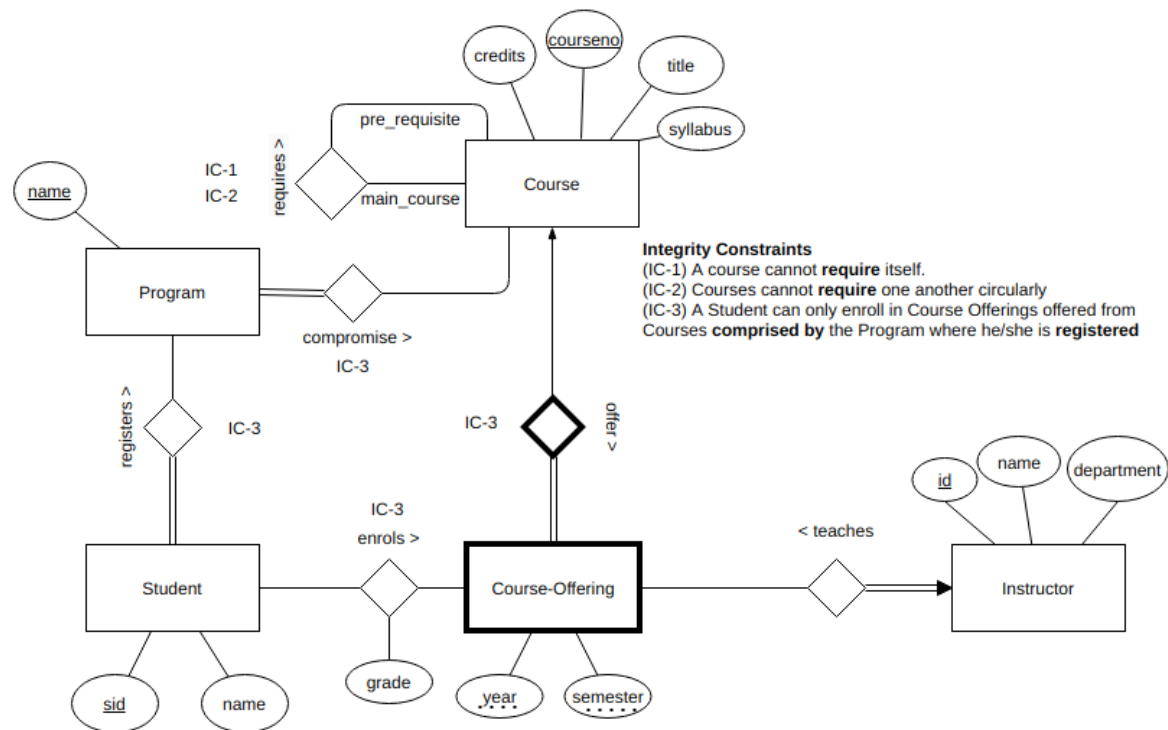 courseno
credits
title
pre_requisite
syllabus
requires >
IC-1
Course
IC-2
main_course
name
Integrity Constraints
(IC-1) A course cannot require itself.
(IC-2) Courses cannot require one another circularly
(IC-3) A Student can only enroll in Course Offerings offered from
Courses comprised by the Program where he/she is registered
Program
compromise >
IC-3
registers >
IC-3
IC-3
offer >
name
department
id
IC-3
enrols >
< teaches
Student
Course-Offering
Instructor
grade
year
semester
sid
name